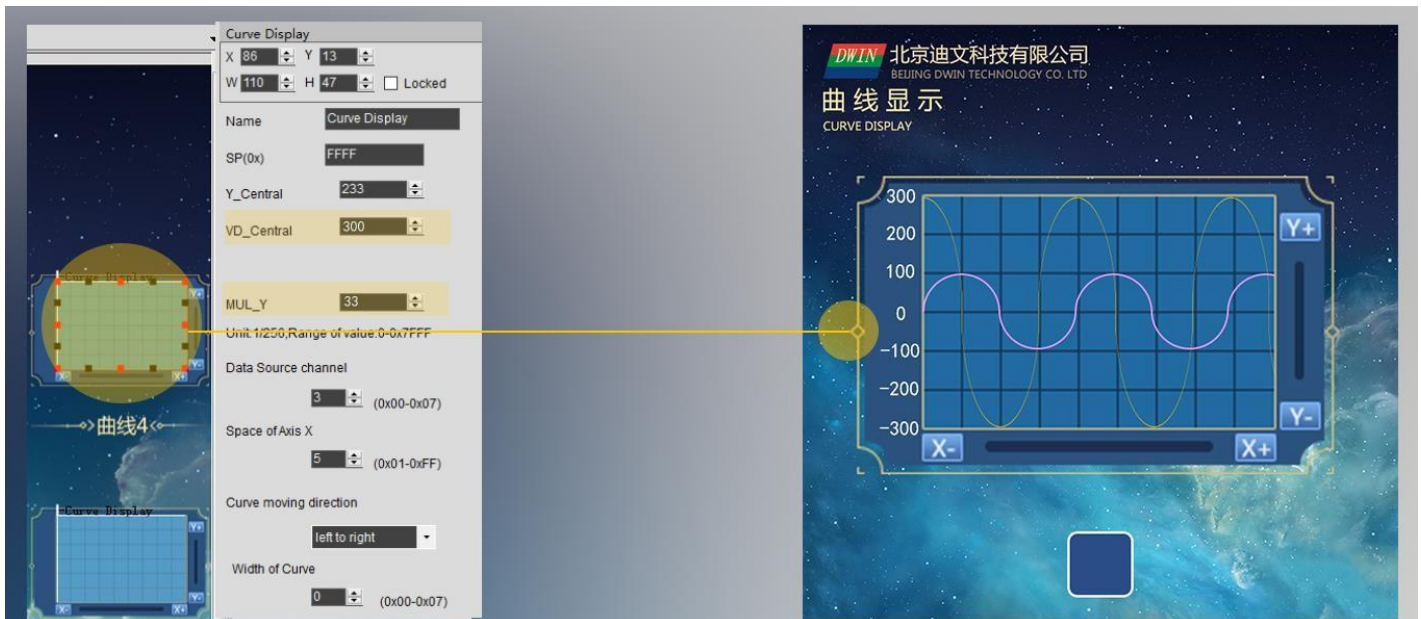 Curve Display
X 86 Y 13
W 110 H 47 Locked
Name Curve Display
SP(0x) FFFF
Y_Central 233
VD_Central 300
MUL_Y 33
Unit:1/256,Range of value:0-0x7FFF
Data Source channel
3 (0x00-0x07)
Space of Axis X
5 (0x01-0xFF)
Curve moving direction
left to right
Width of Curve
0 (0x00-0x07)
Curve Display
Y+
Y-
X- X+
曲线4
Curve Display
Y+
Y-
X- X+
DWIN 北京迪文科技有限公司
BEIJING DWIN TECHNOLOGY CO. LTD
曲线显示
CURVE DISPLAY
300
200
100
0
-100
-200
-300
Y+
Y-
X- X+